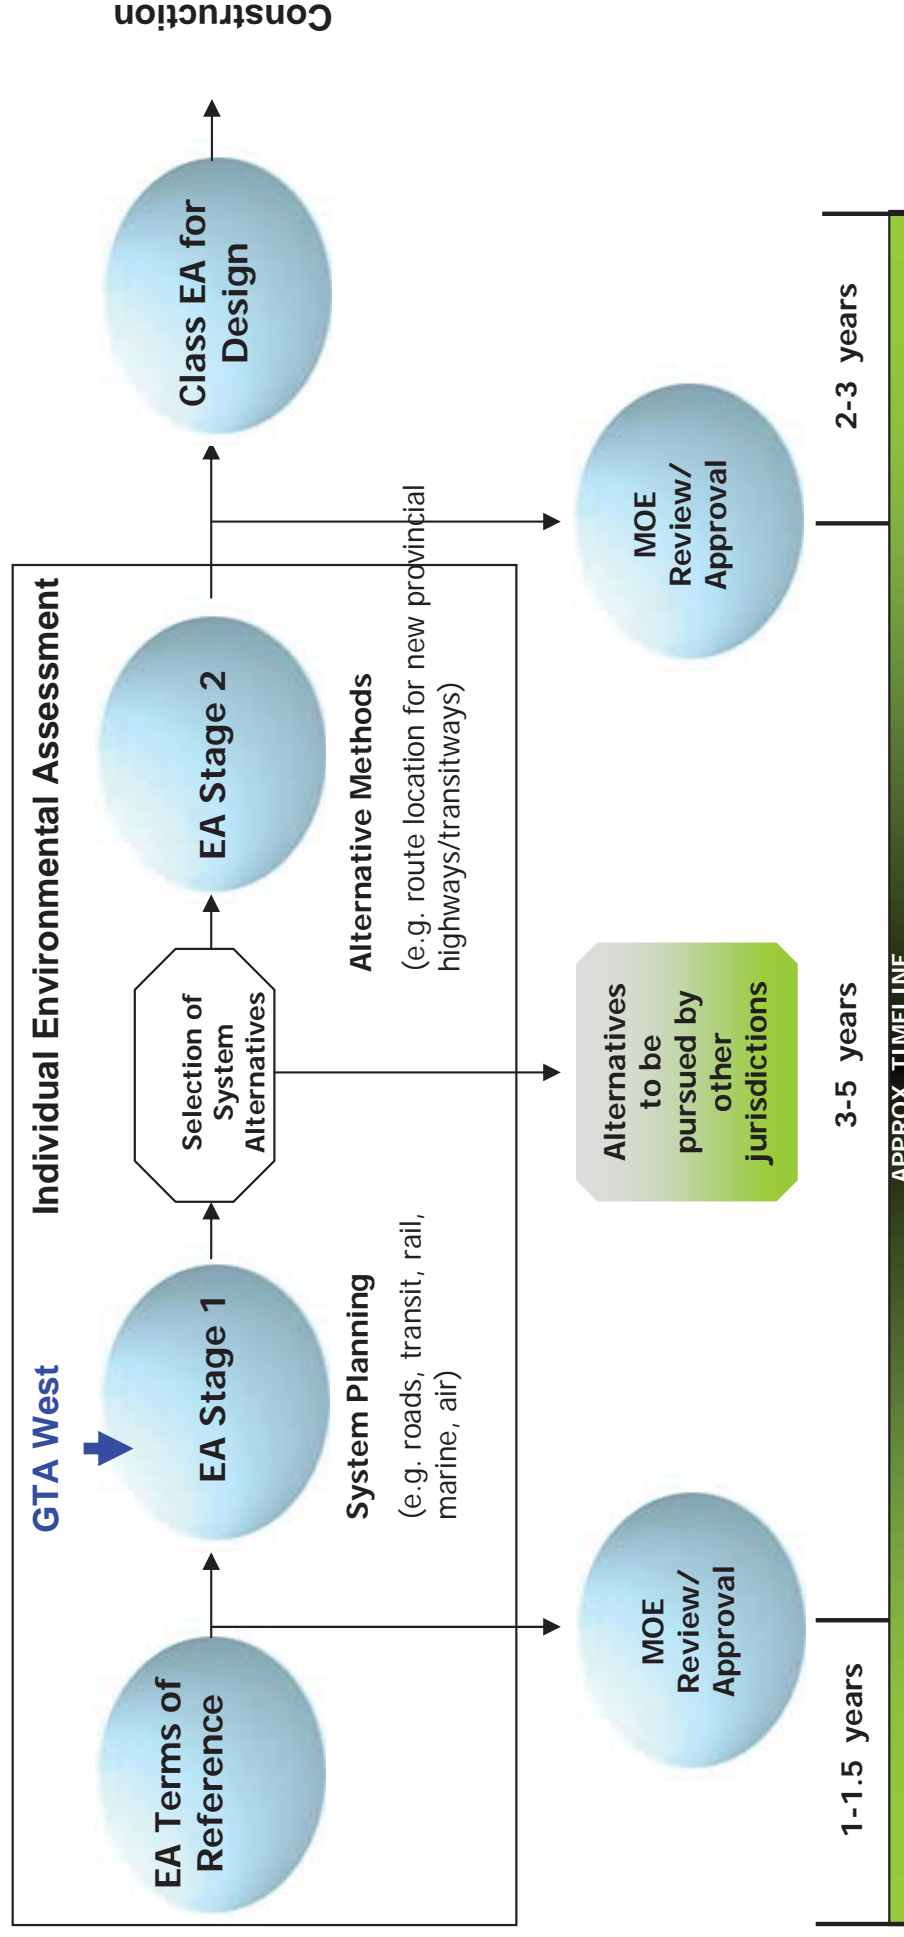 GTA West
Individual Environmental Assessment
EA Terms of
Reference
EA Stage 1
Selection of
System
Alternatives
EA Stage 2
Class EA for
Design
Construction
System Planning
(e.g. roads, transit, rail,
marine, air)
Alternative Methods
(e.g. route location for new provincial
highways/transitways)
MOE
Review/
Approval
Alternatives
to be
pursued by
other
jurisdictions
MOE
Review/
Approval
1-1.5 years
3-5 years
2-3 years
APPROX. TIMELINE